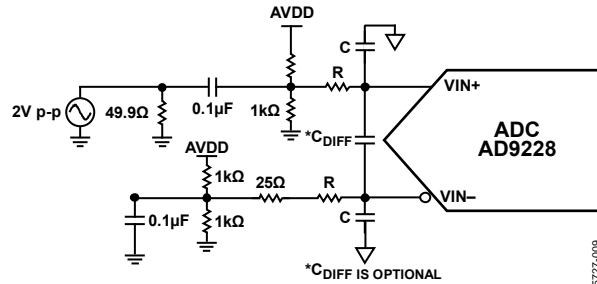 AVDD
C
R
VIN+
2V p-p
49.9Ω
0.1µF
1kΩ
*CDIFF
ADC
AD9228
AVDD
1kΩ
25Ω
R
VIN–
C
0.1µF
1kΩ
*CDIFF IS OPTIONAL